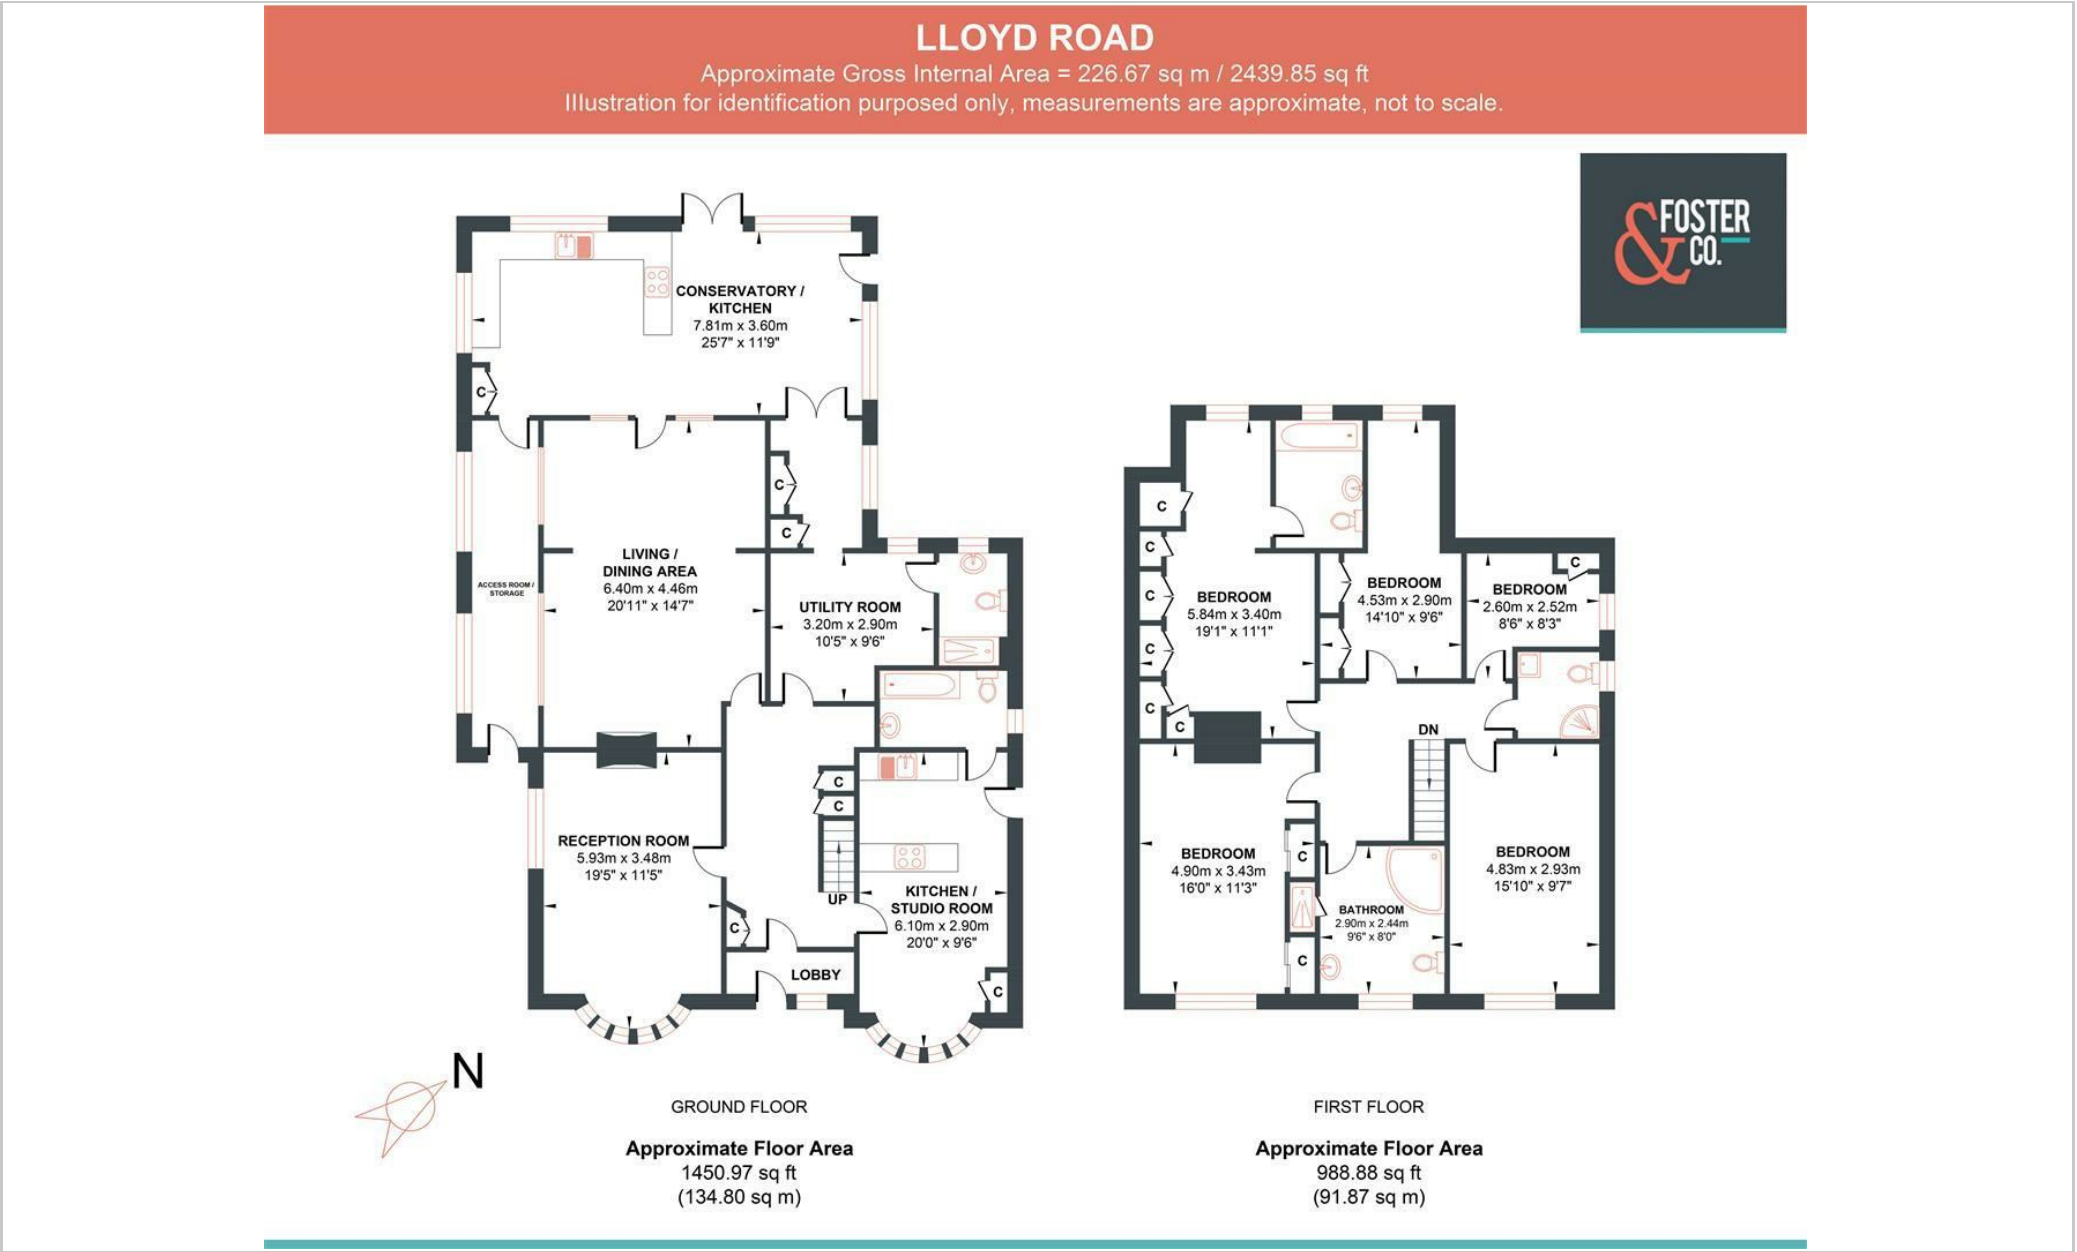 LLOYD ROAD
Approximate Gross Internal Area = 226.67 sq m / 2439.85 sq ft
Illustration for identification purposed only, measurements are approximate, not to scale.
&FOSTER
CO.
CONSERVATORY /
KITCHEN
7.81m x 3.60m
25'7" x 11'9"
C
C
C
ACCESS ROOM /
STORAGE
LIVING /
DINING AREA
6.40m x 4.46m
20'11" x 14'7"
UTILITY ROOM
3.20m x 2.90m
10'5" x 9'6"
C
C
RECEPTION ROOM
5.93m x 3.48m
19'5" x 11'5"
UP
KITCHEN /
STUDIO ROOM
6.10m x 2.90m
20'0" x 9'6"
C
LOBBY
C
C
C
C
C
C
C
BEDROOM
5.84m x 3.40m
19'1" x 11'1"
BEDROOM
4.53m x 2.90m
14'10" x 9'6"
C
BEDROOM
2.60m x 2.52m
8'6" x 8'3"
DN
BEDROOM
4.90m x 3.43m
16'0" x 11'3"
C
C
BATHROOM
2.90m x 2.44m
9'6" x 8'0"
BEDROOM
4.83m x 2.93m
15'10" x 9'7"
N
GROUND FLOOR
Approximate Floor Area
1450.97 sq ft
(134.80 sq m)
FIRST FLOOR
Approximate Floor Area
988.88 sq ft
(91.87 sq m)